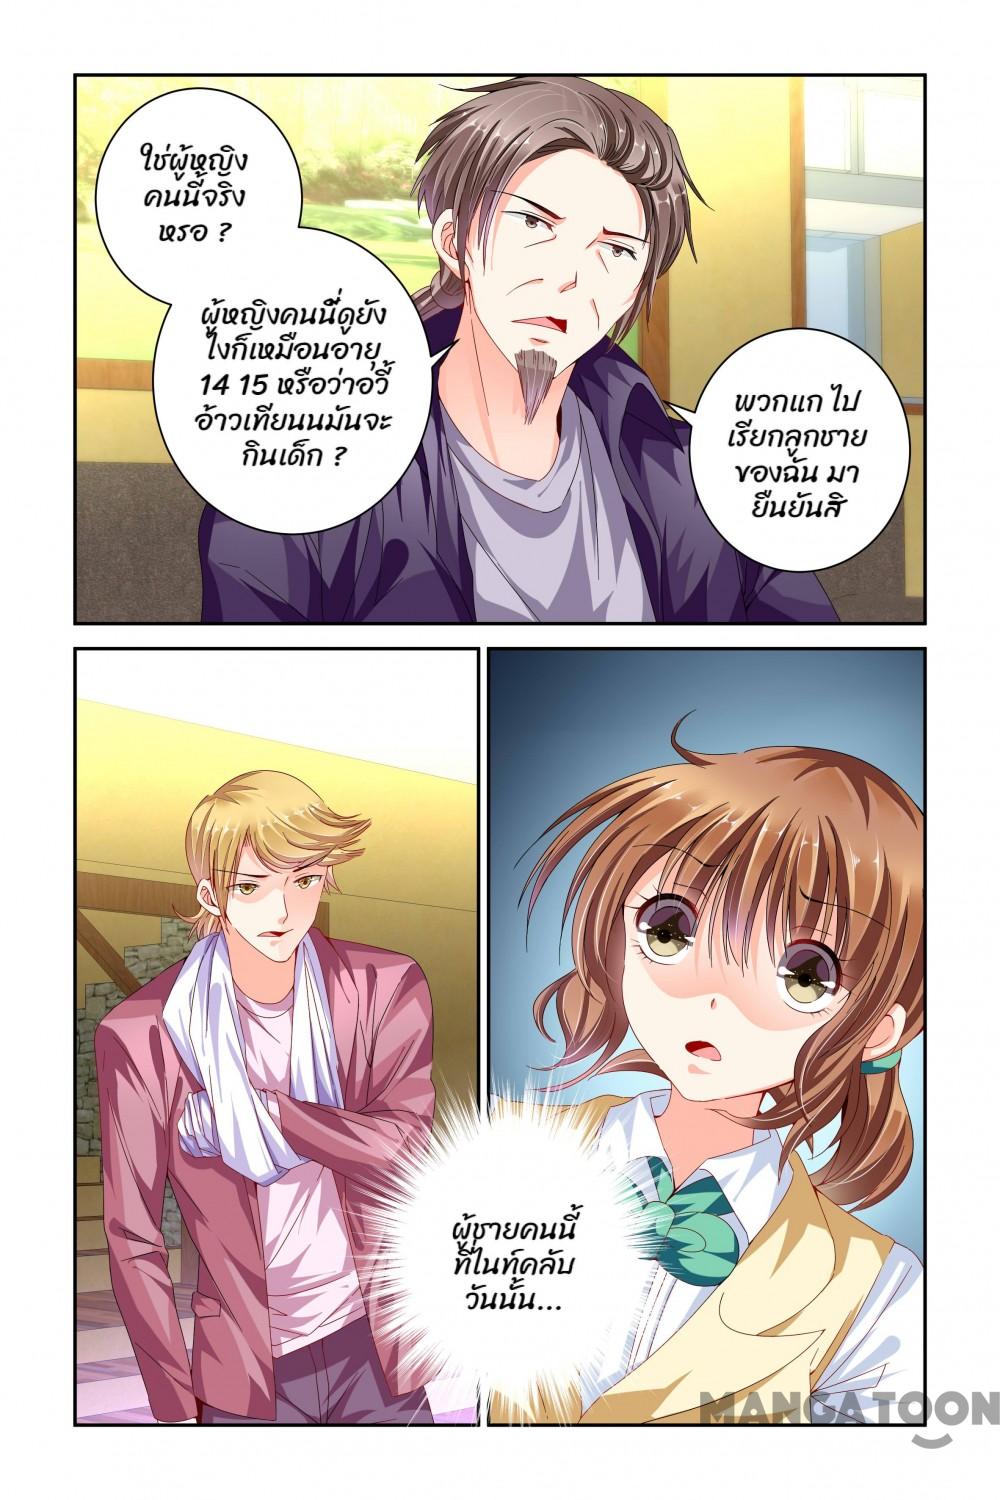 ใช่ผู้หญิง
คนนี้จริง
หรอ ?
ผู้หญิงคนนี้ดูยัง
ไงก็เหมือนอายุ
14 15 หรือว่าอวี้
อ้าวเทียนนมันจะ
กินเด็ก ?
พวกแก ไป
เรียกลูกชาย
ของฉัน มา
ยืนยันสิ
ผู้ชายคนนี้
ที่ไนท์คลับ
วันนั้น...
MANGATOON